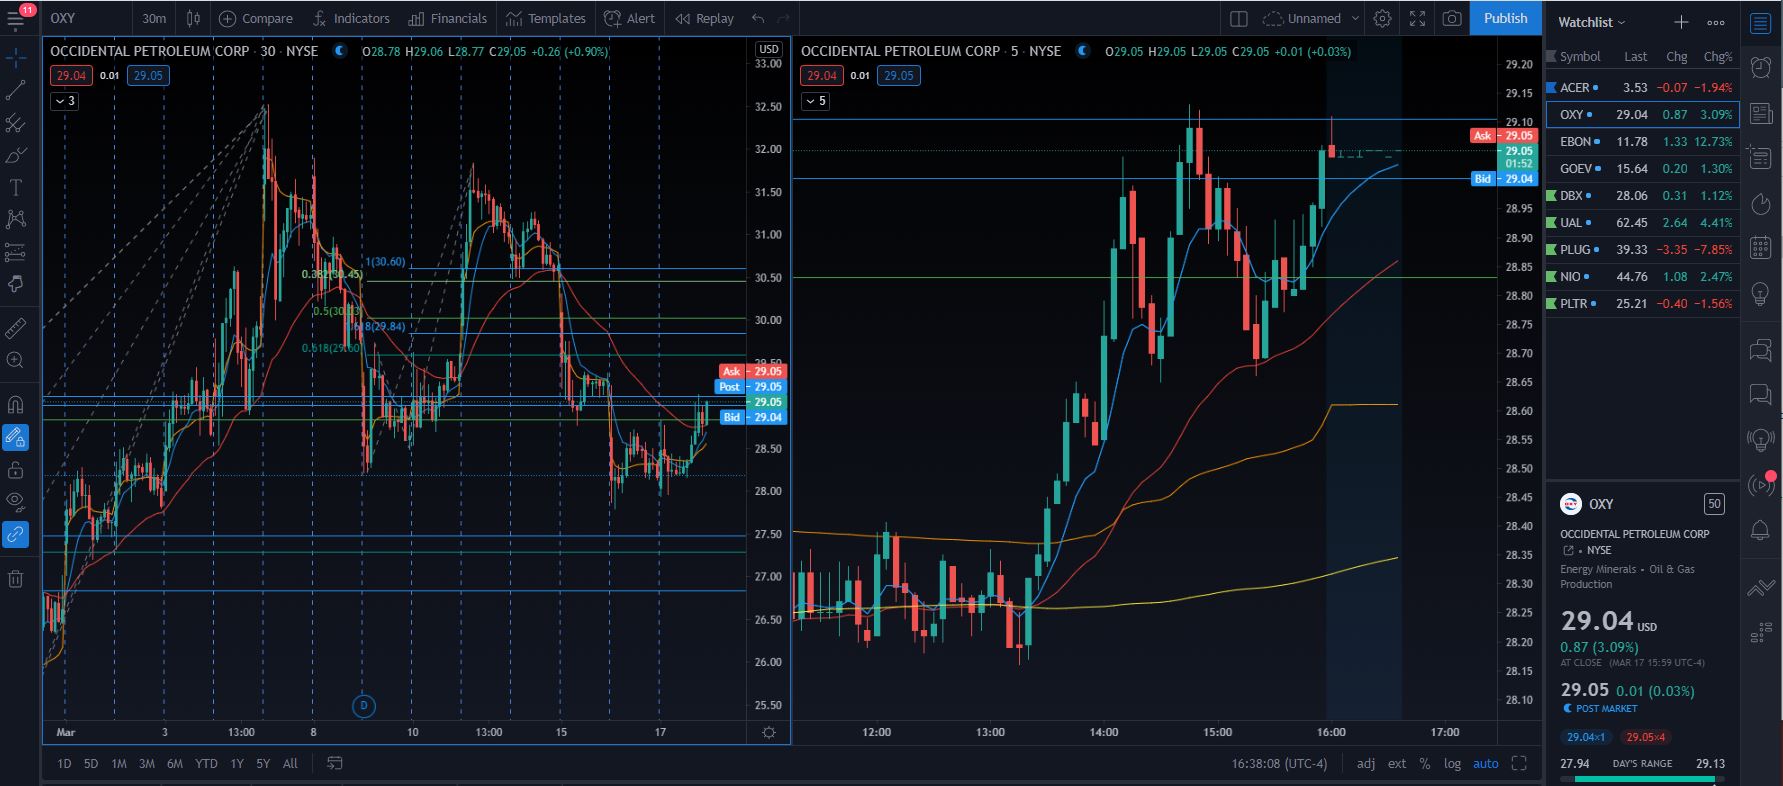 11
OXY
30m
Compare
Indicators
Financials
Templates
Alert
Replay
Unnamed
Publish
OCCIDENTAL PETROLEUM CORP · 30 · NYSE
O28.78 H29.06 L28.77 C29.05 +0.26 (+0.90%)
29.04 0.01 29.05
3
USD
33.00
32.50
32.00
31.50
31.00
30.50
30.00
29.50
Ask 29.05
Post 29.05
29.05
Bid 29.04
28.50
28.00
27.50
27.00
26.50
26.00
25.50
1(30.60)
0.382(30.45)
1.618(29.84)
0.618(29.60)
D
Mar 3 13:00 8 10 13:00 15 17
OCCIDENTAL PETROLEUM CORP · 5 · NYSE
O29.05 H29.05 L29.05 C29.05 +0.01 (+0.03%)
29.04 0.01 29.05
5
29.20
29.15
29.10
Ask 29.05
29.05
01:52
Bid 29.04
28.95
28.90
28.85
28.80
28.75
28.70
28.65
28.60
28.55
28.50
28.45
28.40
28.35
28.30
28.25
28.20
28.15
28.10
12:00 13:00 14:00 15:00 16:00 17:00
1D 5D 1M 3M 6M YTD 1Y 5Y All
16:38:08 (UTC-4) adj ext % log auto
Watchlist
Symbol Last Chg Chg%
ACER 3.53 −0.07 −1.94%
OXY 29.04 0.87 3.09%
EBON 11.78 1.33 12.73%
GOEV 15.64 0.20 1.30%
DBX 28.06 0.31 1.12%
UAL 62.45 2.64 4.41%
PLUG 39.33 −3.35 −7.85%
NIO 44.76 1.08 2.47%
PLTR 25.21 −0.40 −1.56%
OXY
50
OCCIDENTAL PETROLEUM CORP
• NYSE
Energy Minerals • Oil & Gas
Production
29.04 USD
0.87 (3.09%)
AT CLOSE (MAR 17 15:59 UTC-4)
29.05 0.01 (0.03%)
POST MARKET
29.04×1 29.05×4
27.94 DAY'S RANGE 29.13